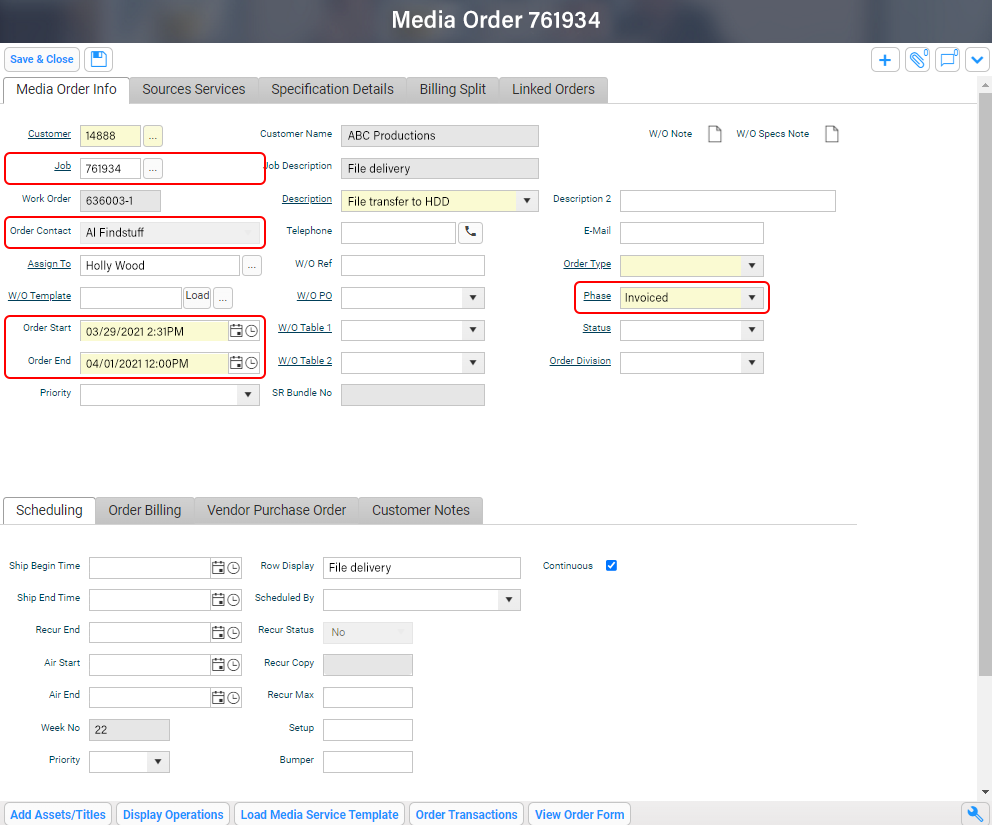 Media Order 761934
Save & Close
0 0
Media Order Info Sources Services Specification Details Billing Split Linked Orders
Customer 14888 ... Customer Name ABC Productions W/O Note W/O Specs Note
Job 761934 ... Job Description File delivery
Work Order 636003-1 Description File transfer to HDD Description 2
Order Contact Al Findstuff Telephone E-Mail
Assign To Holly Wood ... W/O Ref Order Type
W/O Template Load ... W/O PO Phase Invoiced
Order Start 03/29/2021 2:31PM W/O Table 1 Status
Order End 04/01/2021 12:00PM W/O Table 2 Order Division
Priority SR Bundle No
Scheduling Order Billing Vendor Purchase Order Customer Notes
Ship Begin Time Row Display File delivery Continuous
Ship End Time Scheduled By
Recur End Recur Status No
Air Start Recur Copy
Air End Recur Max
Week No 22 Setup
Priority Bumper
Add Assets/Titles Display Operations Load Media Service Template Order Transactions View Order Form